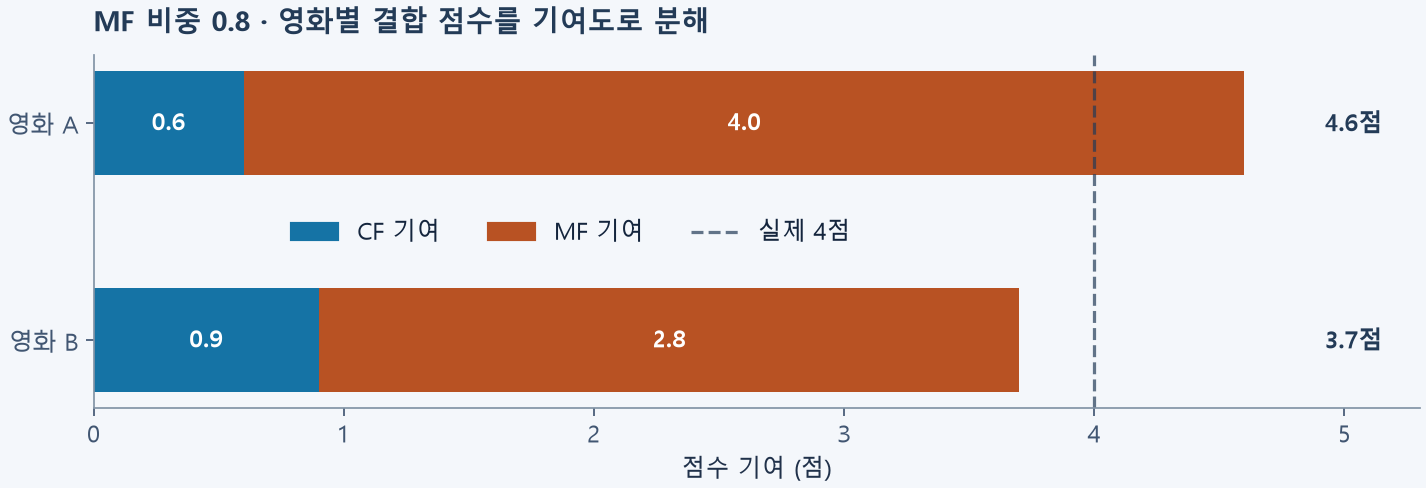 MF 비중 0.8 · 영화별 결합 점수를 기여도로 분해
영화 A
0.6
4.0
4.6점
CF 기여
MF 기여
실제 4점
영화 B
0.9
2.8
3.7점
0 1 2 3 4 5
점수 기여 (점)